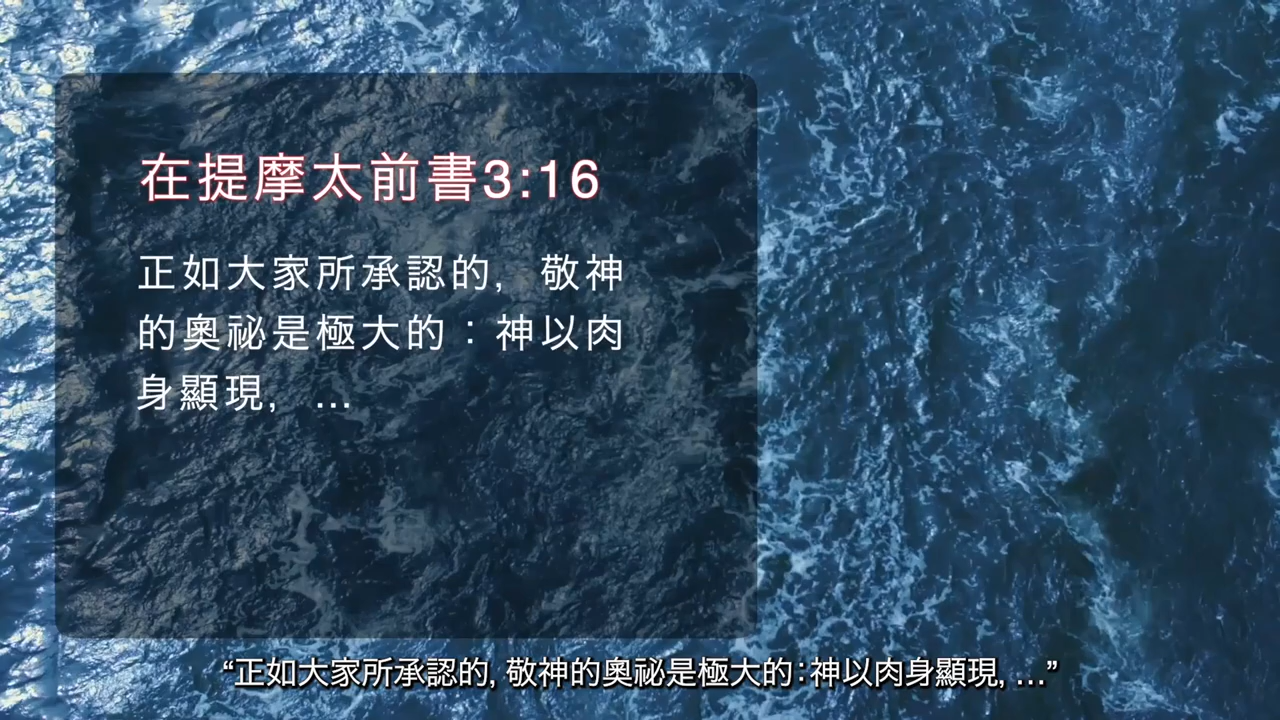 在提摩太前書3:16
正如大家所承認的, 敬神
的奧祕是極大的：神以肉
身顯現, …
“正如大家所承認的, 敬神的奧祕是極大的：神以肉身顯現, …”